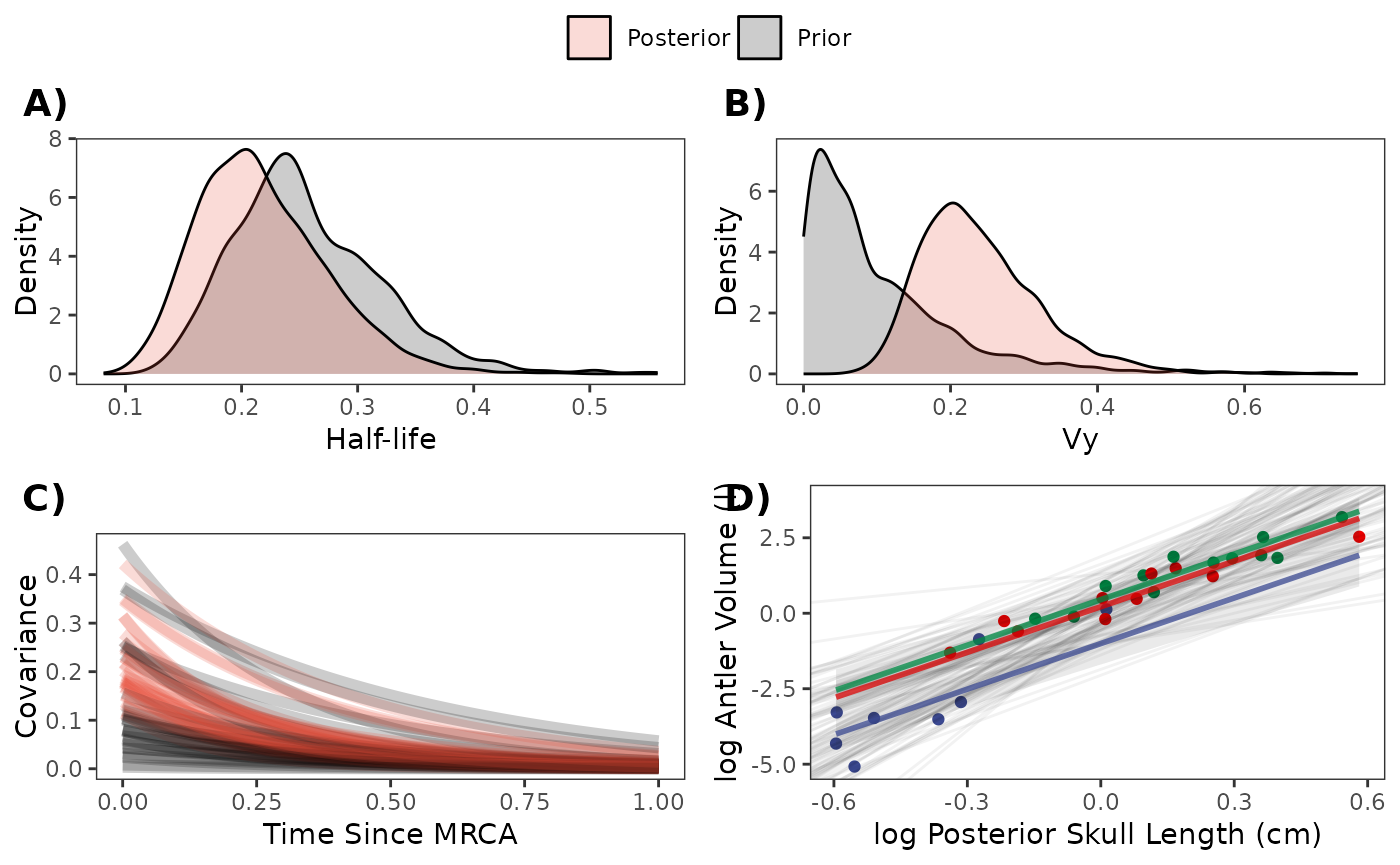 Posterior Prior
A)
8
6
4
2
0
Density
0.1 0.2 0.3 0.4 0.5
Half-life
B)
6
4
2
0
Density
0.0 0.2 0.4 0.6
Vy
C)
0.4
0.3
0.2
0.1
0.0
Covariance
0.00 0.25 0.50 0.75 1.00
Time Since MRCA
D)
2.5
0.0
-2.5
-5.0
log Antler Volume (l)
-0.6 -0.3 0.0 0.3 0.6
log Posterior Skull Length (cm)